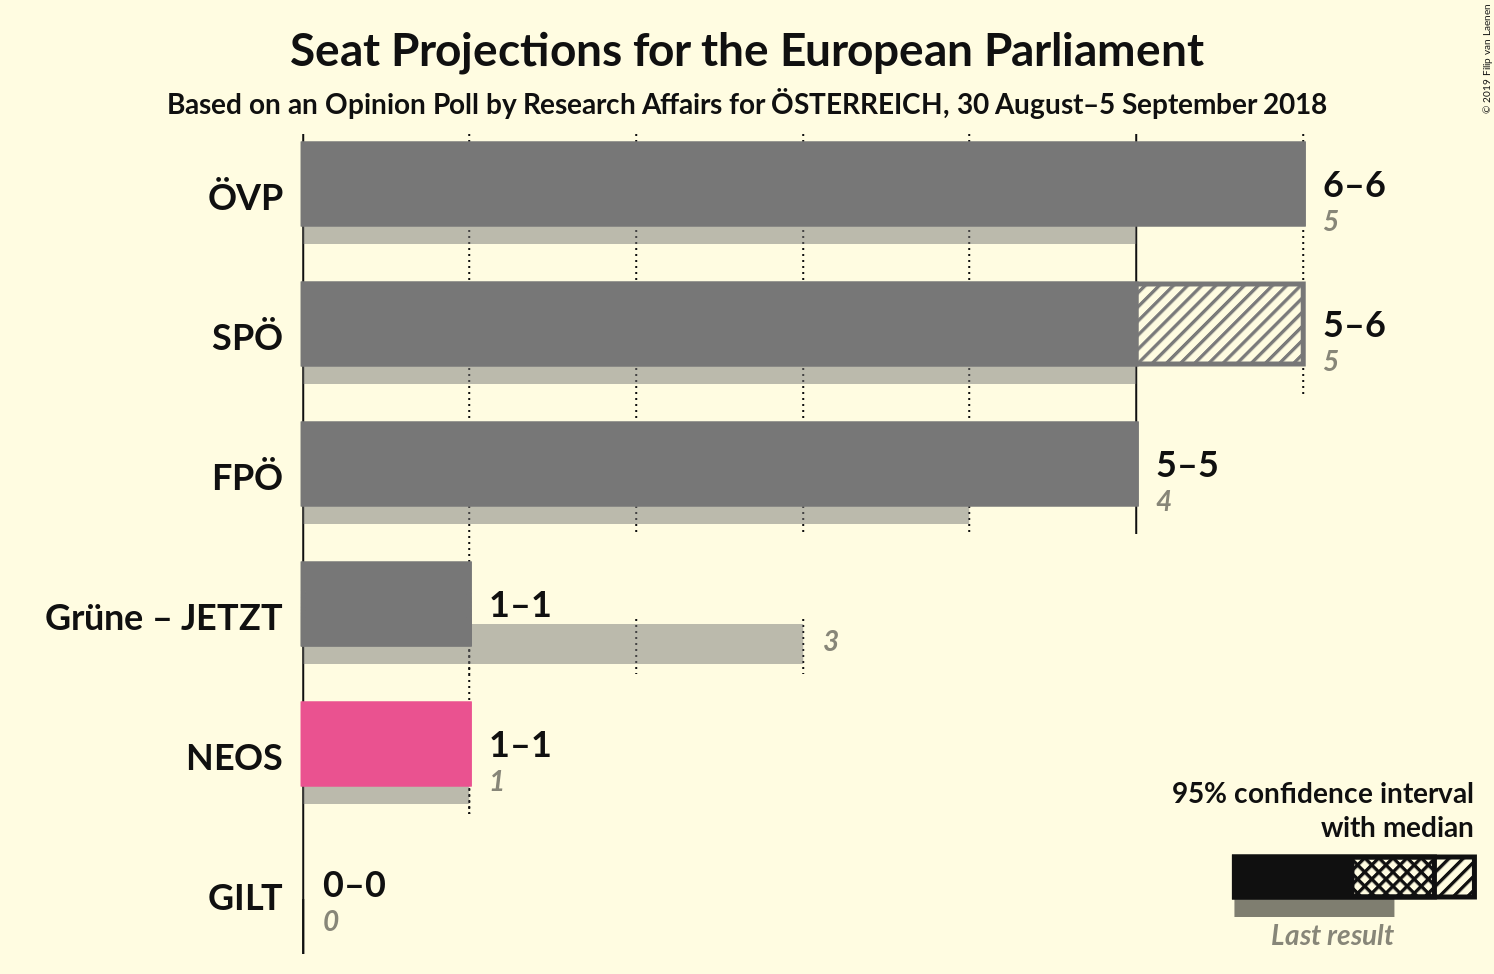 Seat Projections for the European Parliament
Based on an Opinion Poll by Research Affairs for ÖSTERREICH, 30 August–5 September 2018
© 2019 Filip van Laenen
ÖVP
6–6
5
SPÖ
5–6
5
FPÖ
5–5
4
Grüne – JETZT
1–1
3
NEOS
1–1
1
GILT
0–0
0
95% confidence interval
with median
Last result